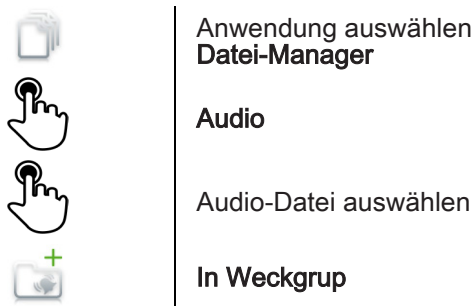 Anwendung auswählen
Datei-Manager
Audio
Audio-Datei auswählen
In Weckgrup